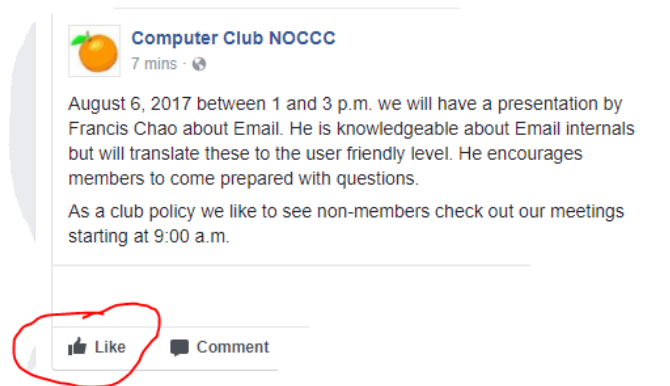 Computer Club NOCCC
7 mins ·
August 6, 2017 between 1 and 3 p.m. we will have a presentation by
Francis Chao about Email. He is knowledgeable about Email internals
but will translate these to the user friendly level. He encourages
members to come prepared with questions.
As a club policy we like to see non-members check out our meetings
starting at 9:00 a.m.
Like Comment